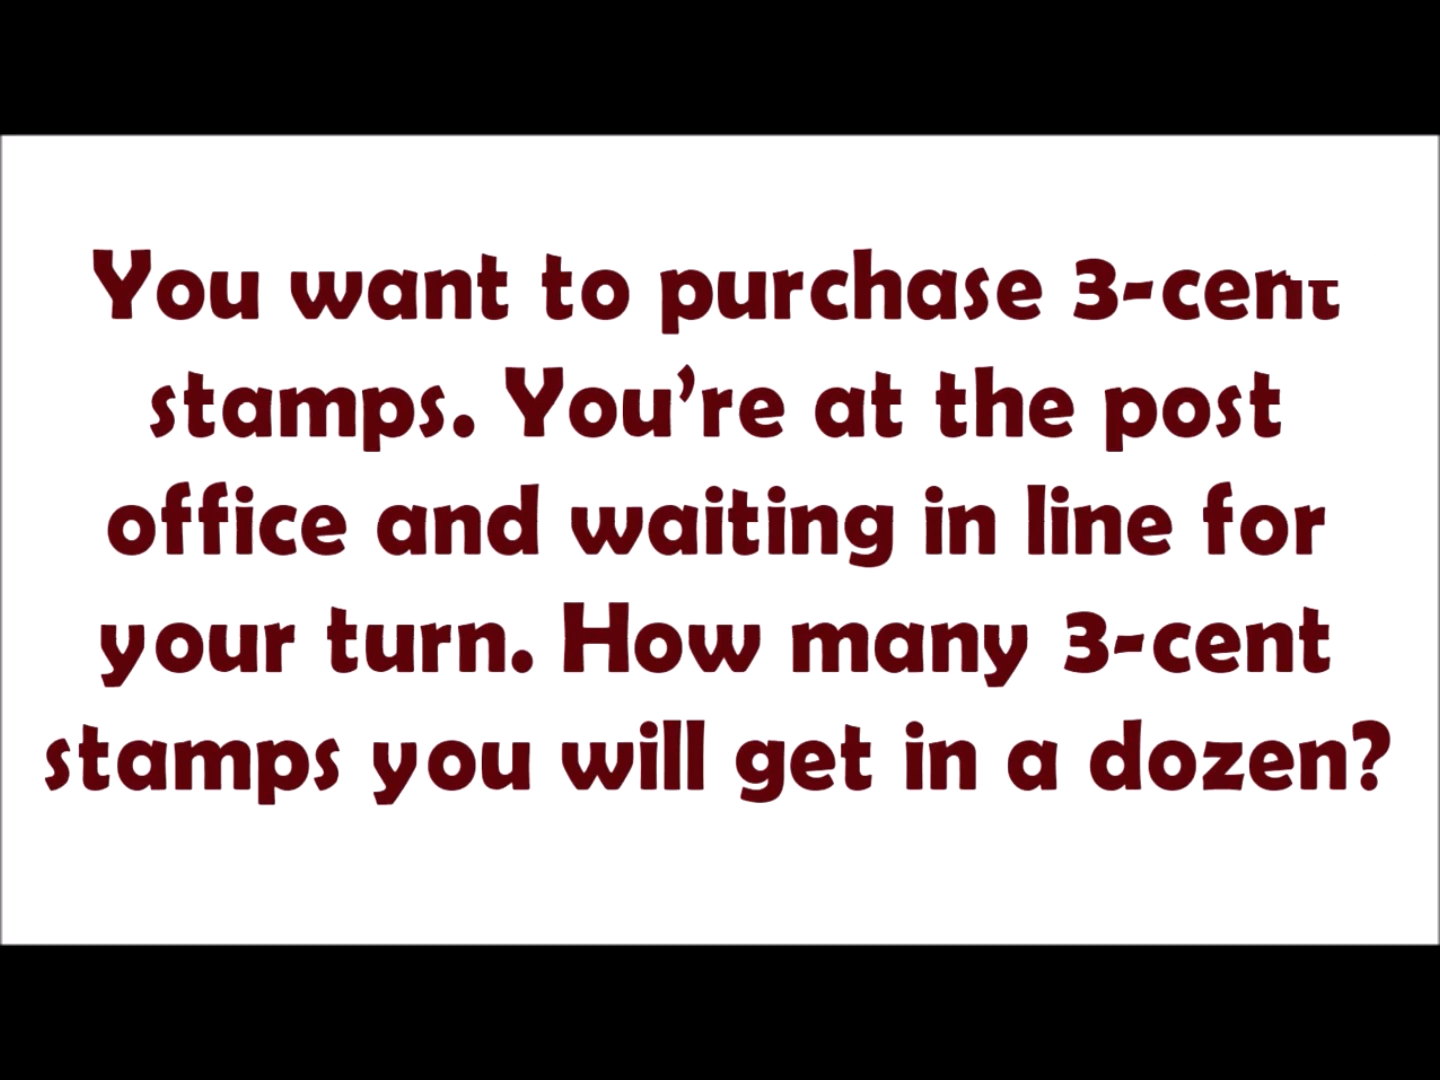 You want to purchase 3-cent
stamps. You’re at the post
office and waiting in line for
your turn. How many 3-cent
stamps you will get in a dozen?